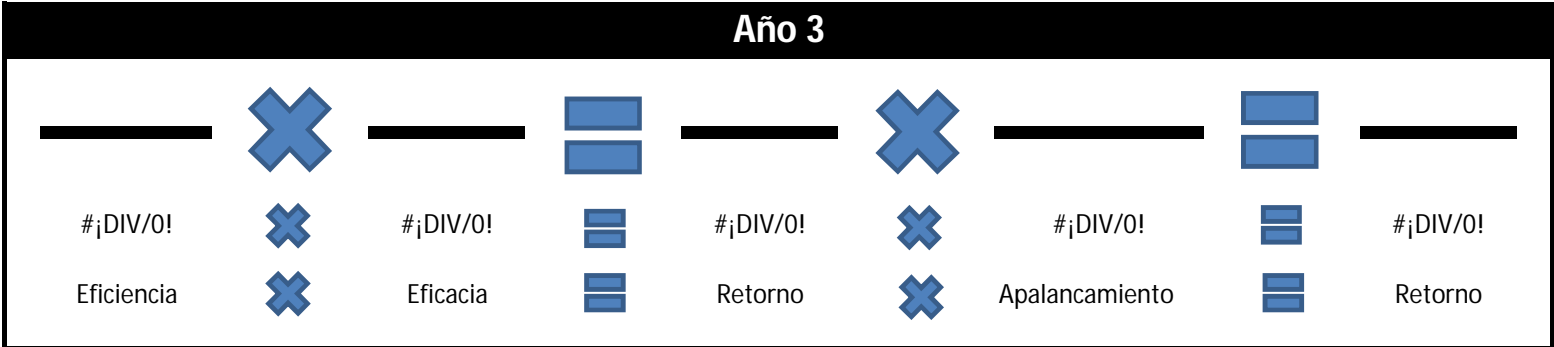 Año 3
#¡DIV/0! #¡DIV/0! #¡DIV/0! #¡DIV/0! #¡DIV/0!
Eficiencia Eficacia Retorno Apalancamiento Retorno